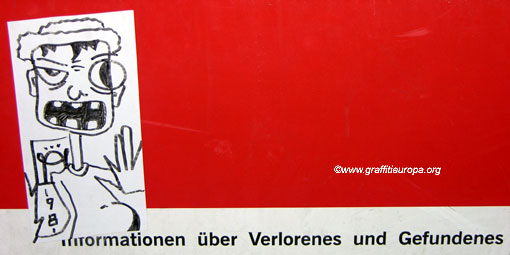 ©www.graffitieuropa.org
1981
Informationen über Verlorenes und Gefundenes